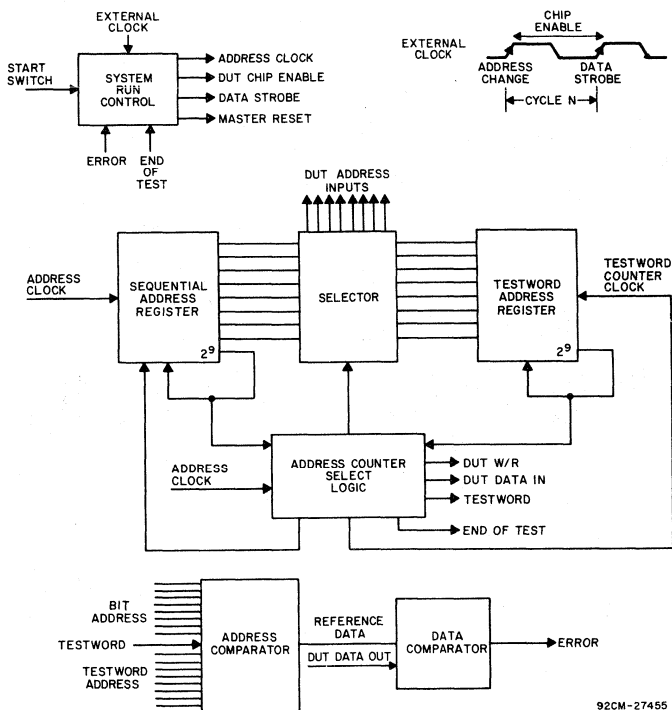 EXTERNAL
CLOCK
START
SWITCH
SYSTEM
RUN
CONTROL
ADDRESS CLOCK
DUT CHIP ENABLE
DATA STROBE
MASTER RESET
ERROR
END
OF
TEST
CHIP
ENABLE
EXTERNAL
CLOCK
ADDRESS
CHANGE
DATA
STROBE
CYCLE N
DUT ADDRESS
INPUTS
ADDRESS
CLOCK
SEQUENTIAL
ADDRESS
REGISTER
2⁹
SELECTOR
TESTWORD
ADDRESS
REGISTER
2⁹
TESTWORD
COUNTER
CLOCK
ADDRESS
CLOCK
ADDRESS COUNTER
SELECT
LOGIC
DUT W/R
DUT DATA IN
TESTWORD
END OF TEST
BIT
ADDRESS
TESTWORD
TESTWORD
ADDRESS
ADDRESS
COMPARATOR
REFERENCE
DATA
DUT DATA OUT
DATA
COMPARATOR
ERROR
92CM-27455